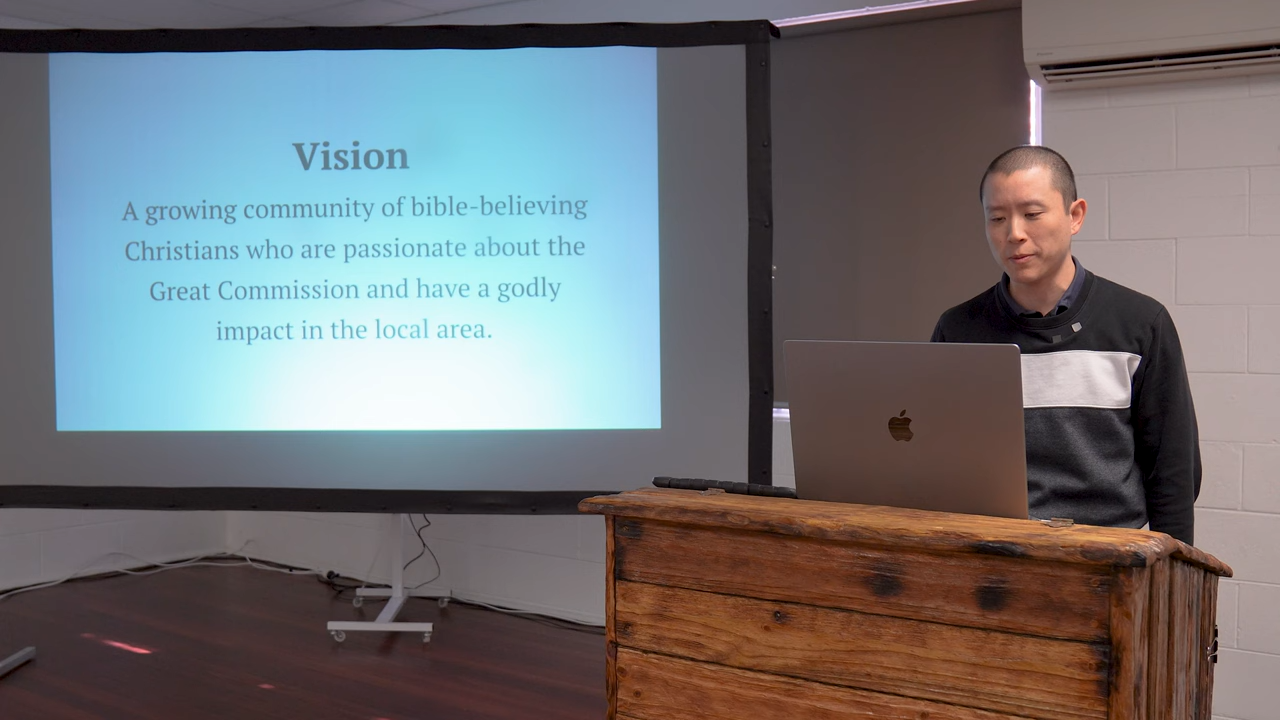 Vision
A growing community of bible-believing
Christians who are passionate about the
Great Commission and have a godly
impact in the local area.